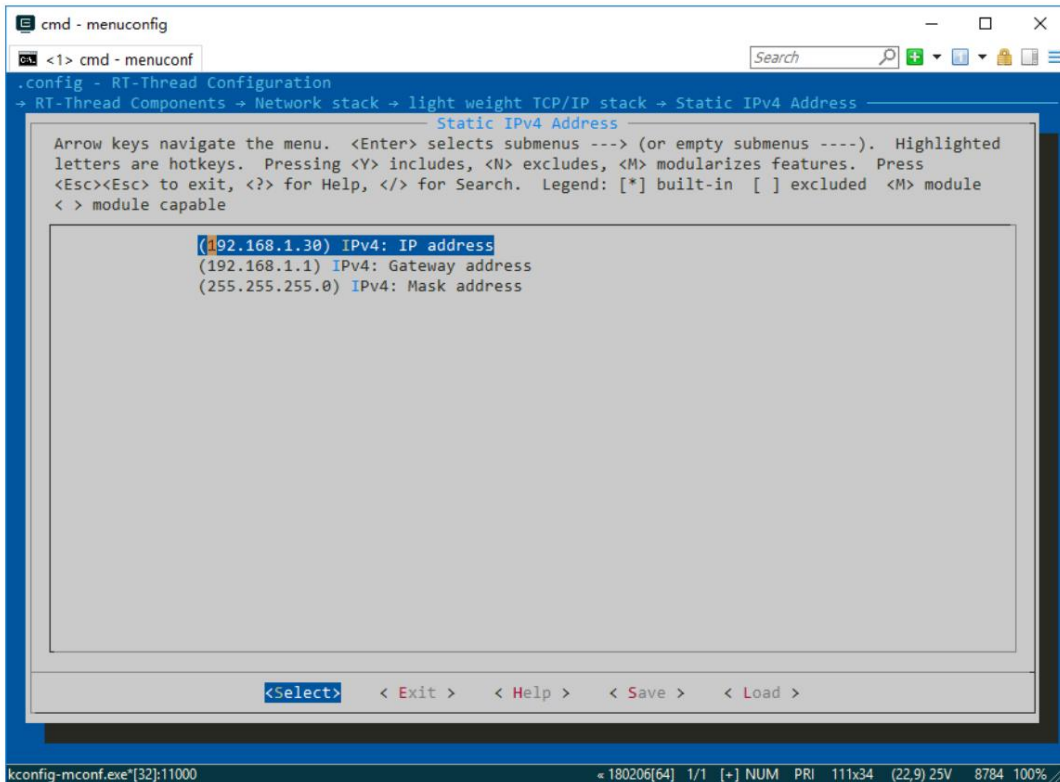 cmd - menuconfig
<1> cmd - menuconf
Search
.config - RT-Thread Configuration
→ RT-Thread Components → Network stack → light weight TCP/IP stack → Static IPv4 Address
Static IPv4 Address
Arrow keys navigate the menu.  <Enter> selects submenus ---> (or empty submenus ----).  Highlighted
letters are hotkeys.  Pressing <Y> includes, <N> excludes, <M> modularizes features.  Press
<Esc><Esc> to exit, <?> for Help, </> for Search.  Legend: [*] built-in  [ ] excluded  <M> module
< > module capable
(192.168.1.30) IPv4: IP address
(192.168.1.1) IPv4: Gateway address
(255.255.255.0) IPv4: Mask address
<Select>    < Exit >    < Help >    < Save >    < Load >
kconfig-mconf.exe*[32]:11000    « 180206[64]  1/1  [+] NUM  PRI  111x34  (22,9) 25V  8784  100%